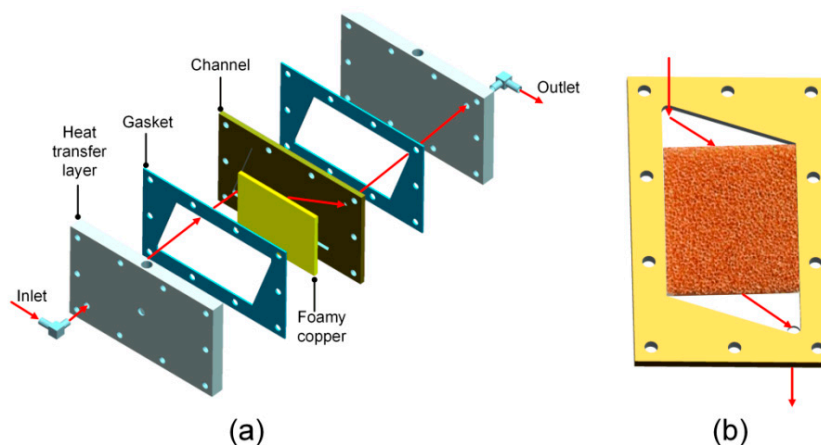 Channel
Outlet
Gasket
Heat
transfer
layer
Inlet
Foamy
copper
(a)
(b)